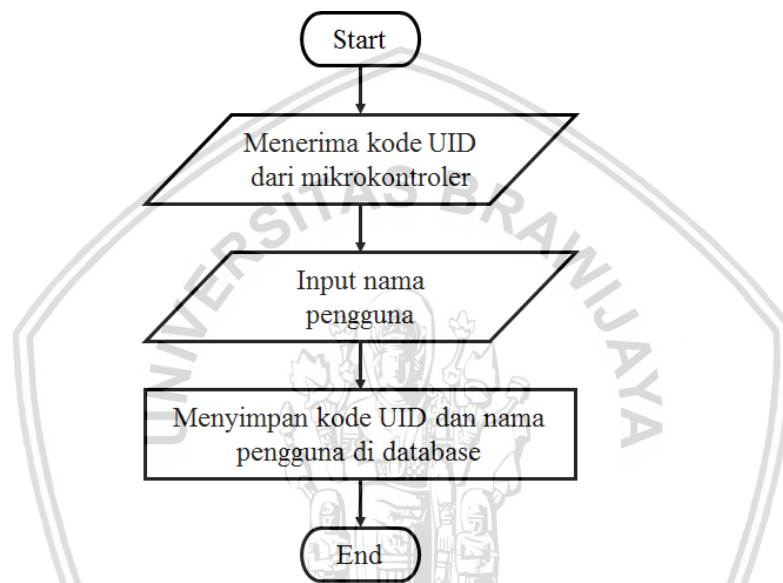 Start
Menerima kode UID
dari mikrokontroler
UNIVERSITAS BRAWIJAYA
Input nama
pengguna
Menyimpan kode UID dan nama
pengguna di database
End